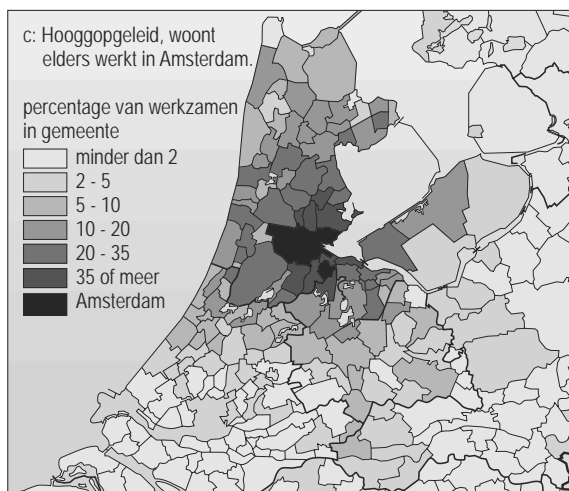 c: Hooggopgeleid, woont
elders werkt in Amsterdam.
percentage van werkzamen
in gemeente
minder dan 2
2 - 5
5 - 10
10 - 20
20 - 35
35 of meer
Amsterdam